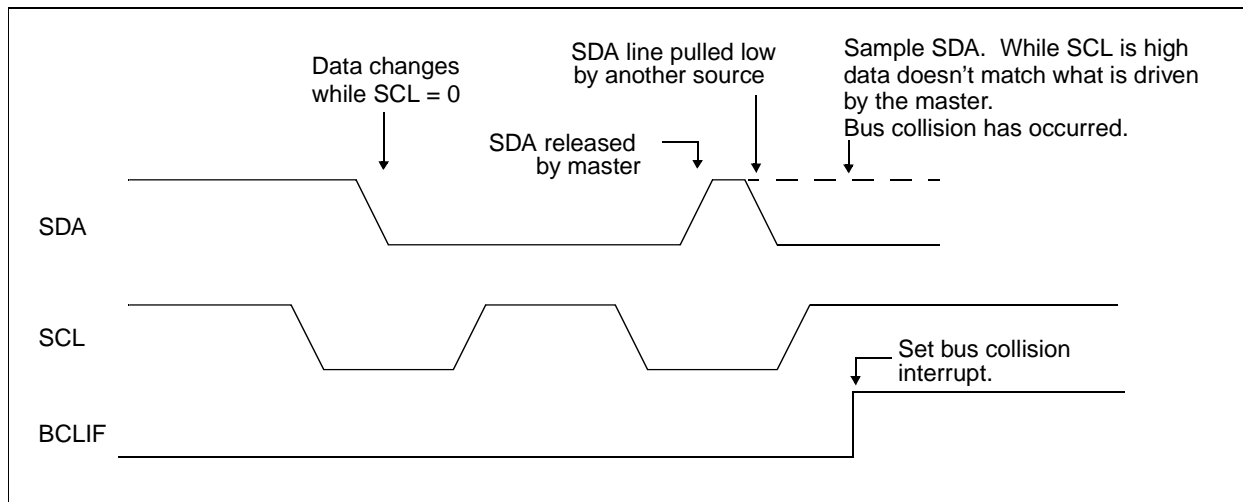 Data changes
while SCL = 0
SDA line pulled low
by another source
Sample SDA. While SCL is high
data doesn't match what is driven
by the master.
Bus collision has occurred.
SDA released
by master
SDA
SCL
Set bus collision
interrupt.
BCLIF